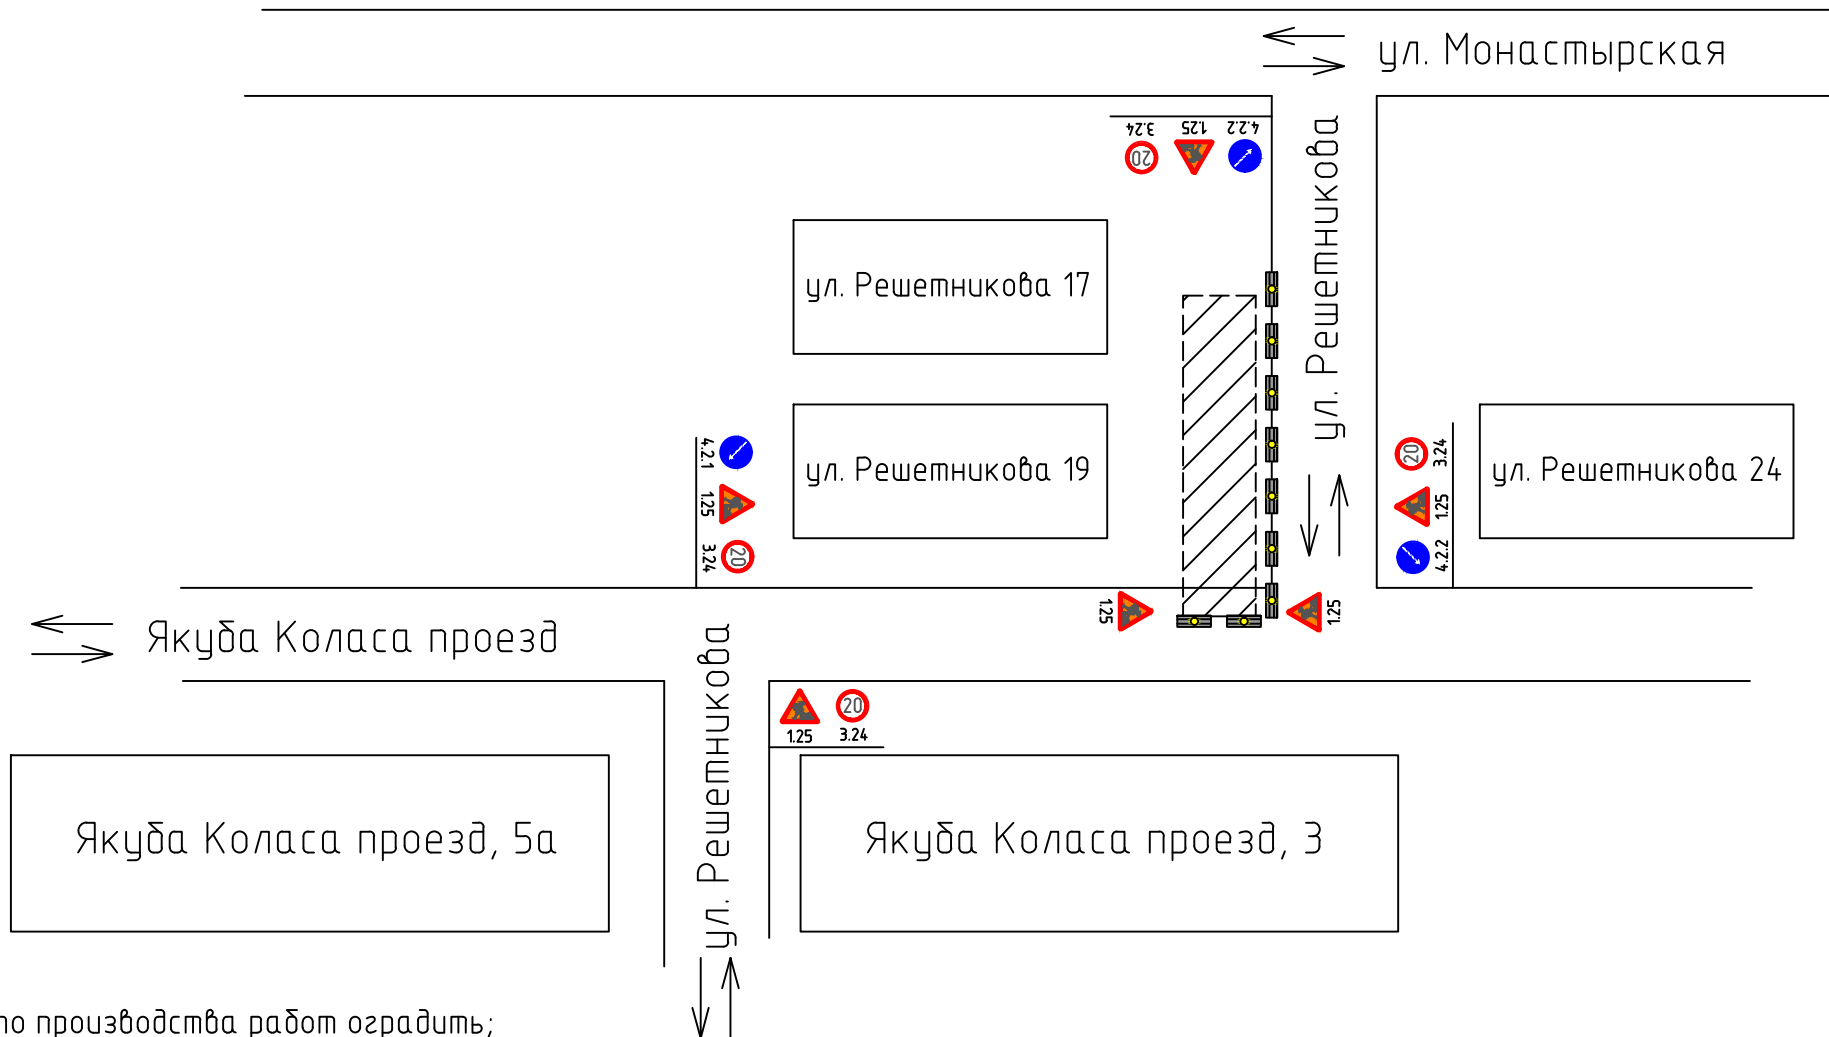 ул. Монастырская
3.24
1.25
4.2.2
20
ул. Решетникова
ул. Решетникова 17
4.2.1
1.25
3.24
20
ул. Решетникова 19
20
3.24
1.25
4.2.2
ул. Решетникова 24
1.25
1.25
Якуба Коласа проезд
ул. Решетникова
20
1.25
3.24
Якуба Коласа проезд, 5а
Якуба Коласа проезд, 3
производства работ оградить;